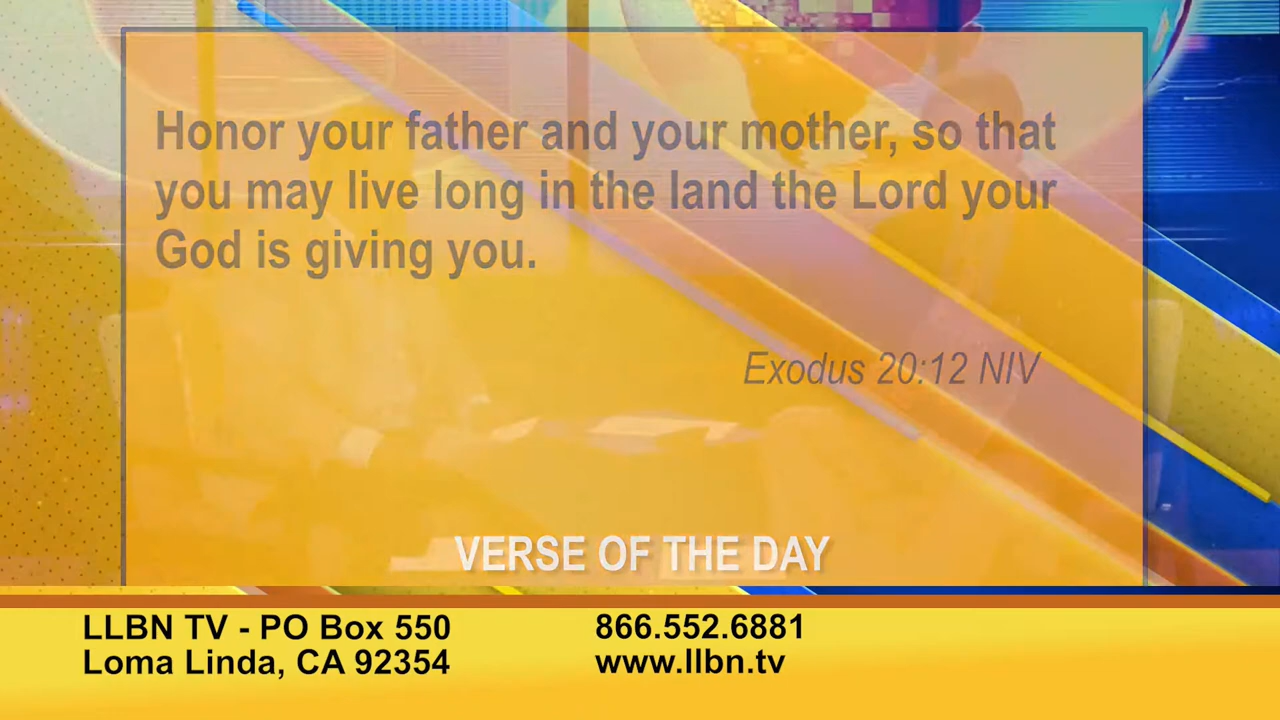 Honor your father and your mother, so that
you may live long in the land the Lord your
God is giving you.
Exodus 20:12 NIV
VERSE OF THE DAY
LLBN TV - PO Box 550
Loma Linda, CA 92354
866.552.6881
www.llbn.tv